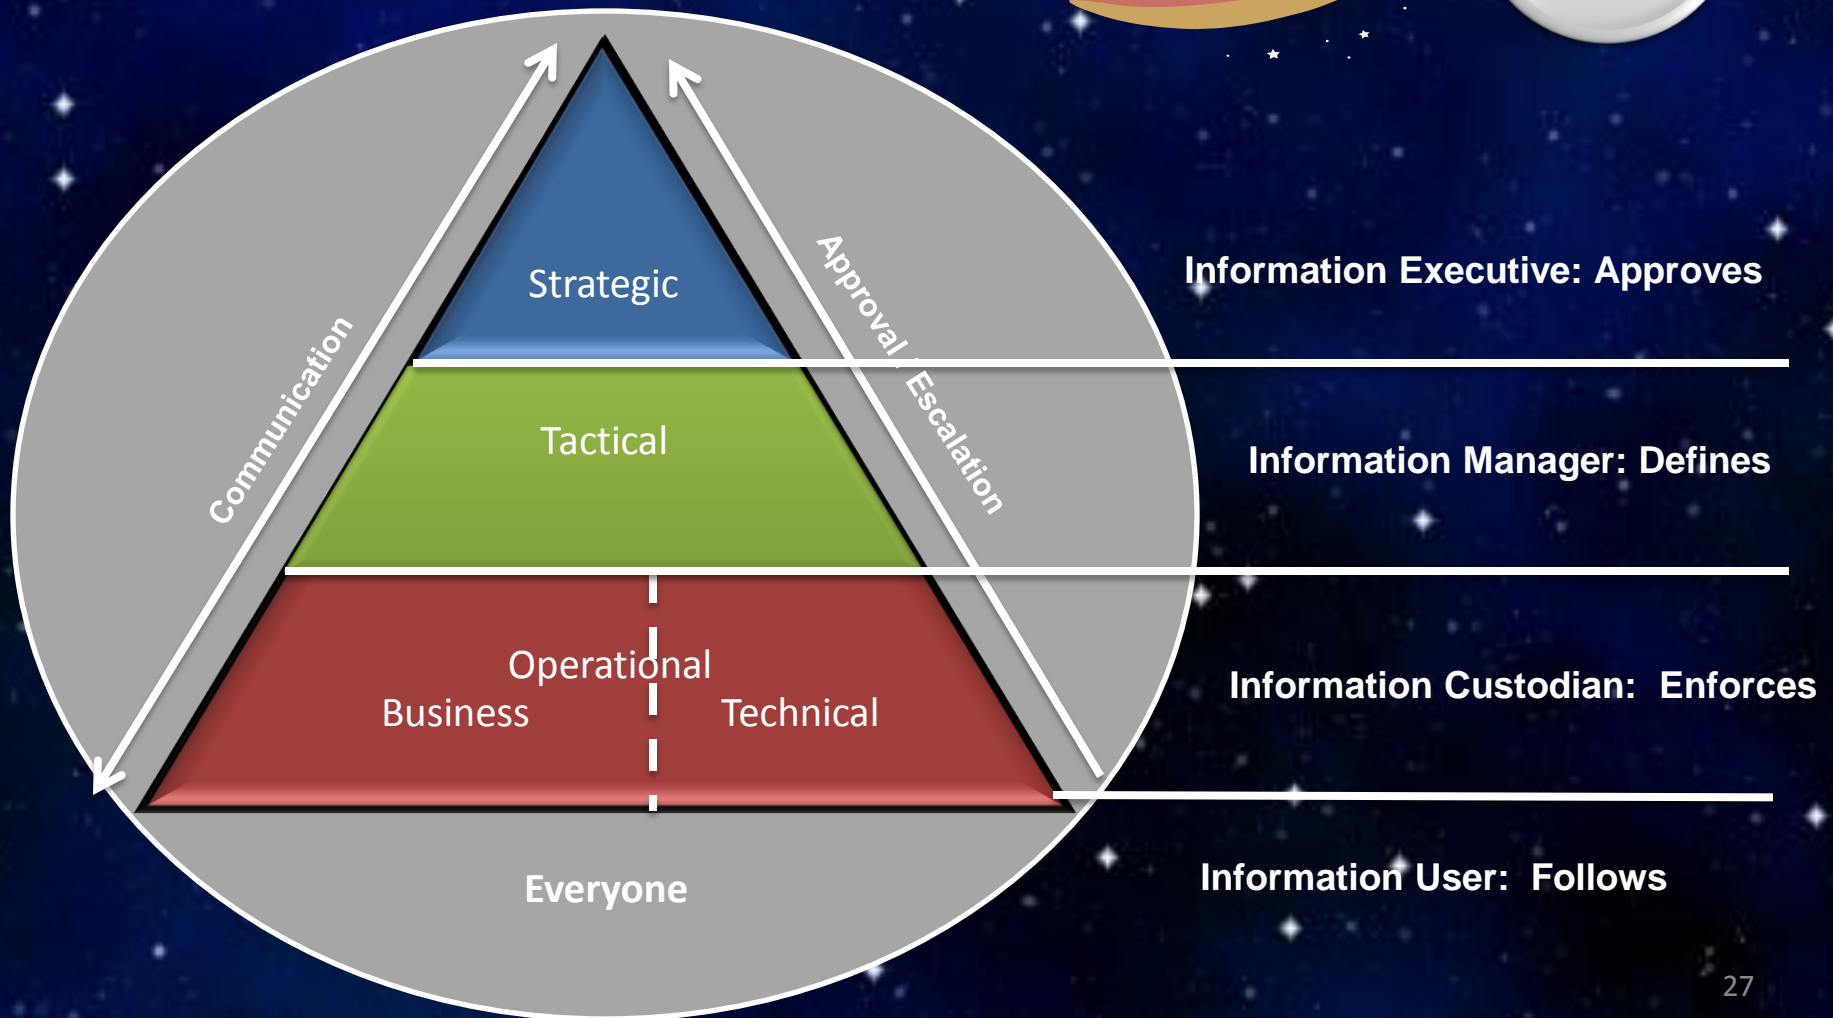 Strategic
Information Executive: Approves
Communication
Approval / Escalation
Tactical
Information Manager: Defines
Operational
Business
Technical
Information Custodian:  Enforces
Everyone
Information User:  Follows
27